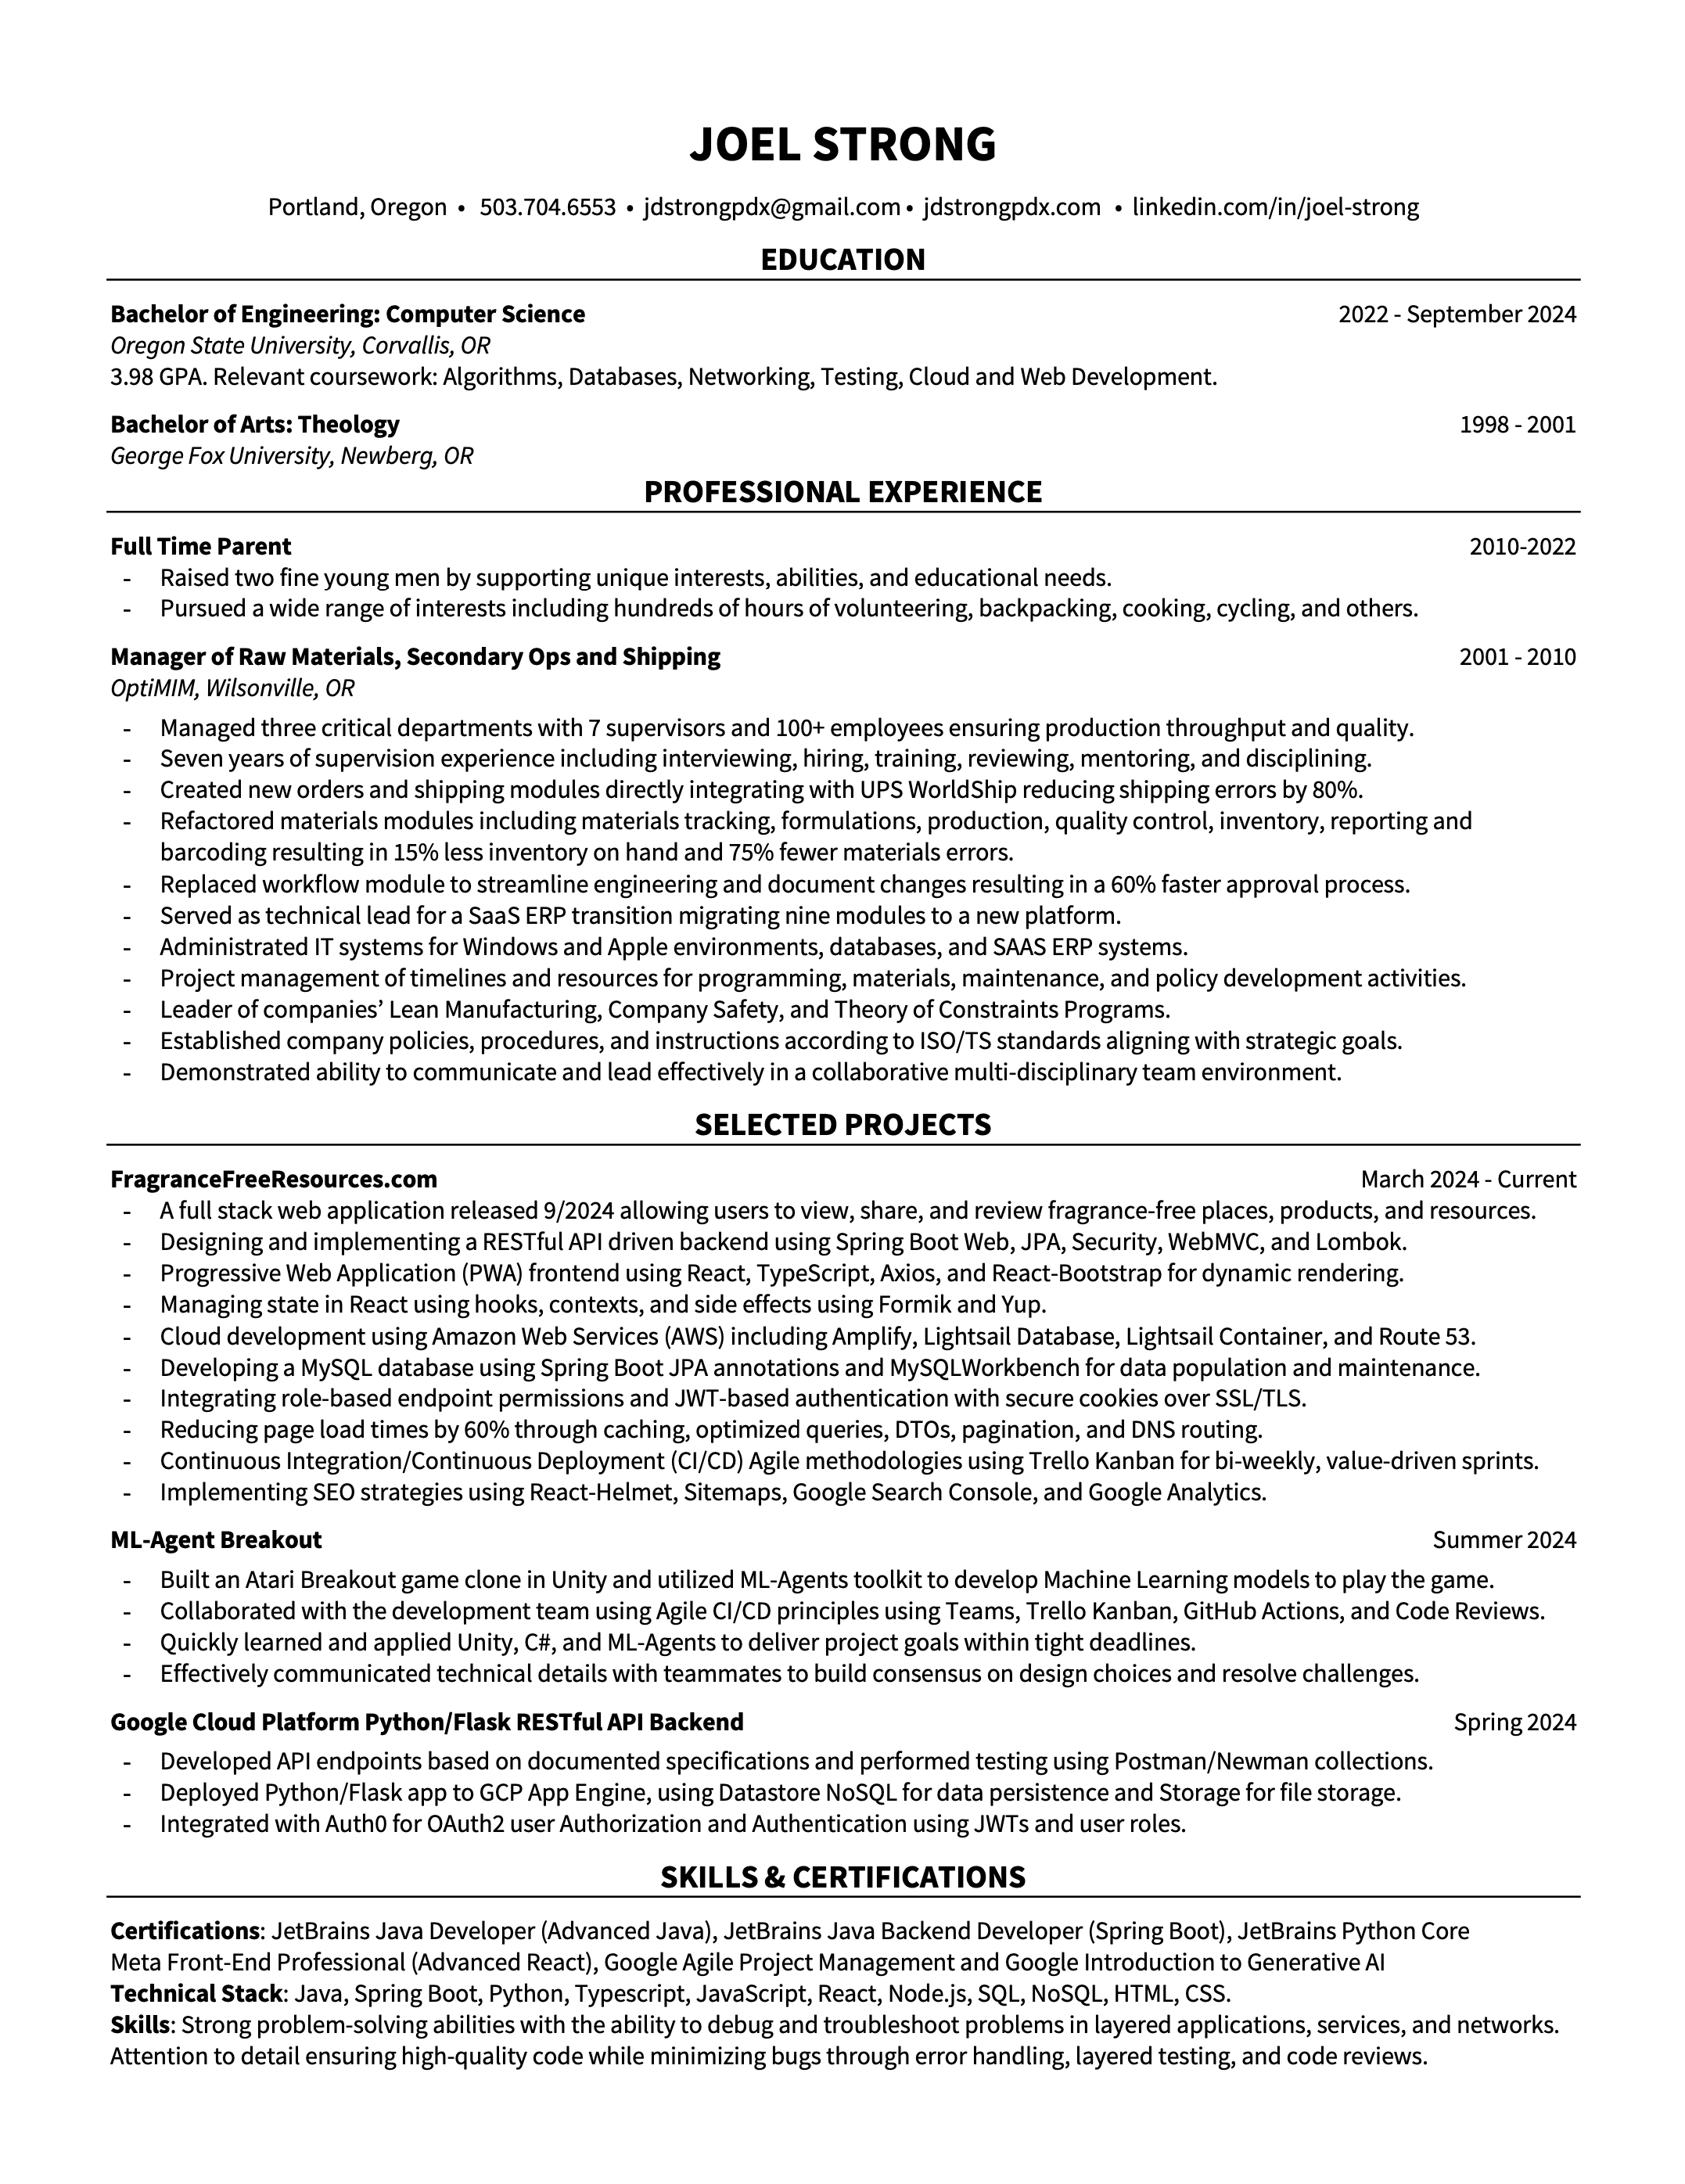 JOEL STRONG
Portland, Oregon • 503.704.6553 • jdstrongpdx@gmail.com • jdstrongpdx.com • linkedin.com/in/joel-strong
EDUCATION
Bachelor of Engineering: Computer Science 2022 - September 2024
Oregon State University, Corvallis, OR
3.98 GPA. Relevant coursework: Algorithms, Databases, Networking, Testing, Cloud and Web Development.
Bachelor of Arts: Theology 1998 - 2001
George Fox University, Newberg, OR
PROFESSIONAL EXPERIENCE
Full Time Parent 2010-2022
- Raised two fine young men by supporting unique interests, abilities, and educational needs.
- Pursued a wide range of interests including hundreds of hours of volunteering, backpacking, cooking, cycling, and others.
Manager of Raw Materials, Secondary Ops and Shipping 2001 - 2010
OptiMIM, Wilsonville, OR
- Managed three critical departments with 7 supervisors and 100+ employees ensuring production throughput and quality.
- Seven years of supervision experience including interviewing, hiring, training, reviewing, mentoring, and disciplining.
- Created new orders and shipping modules directly integrating with UPS WorldShip reducing shipping errors by 80%.
- Refactored materials modules including materials tracking, formulations, production, quality control, inventory, reporting and
barcoding resulting in 15% less inventory on hand and 75% fewer materials errors.
- Replaced workflow module to streamline engineering and document changes resulting in a 60% faster approval process.
- Served as technical lead for a SaaS ERP transition migrating nine modules to a new platform.
- Administrated IT systems for Windows and Apple environments, databases, and SAAS ERP systems.
- Project management of timelines and resources for programming, materials, maintenance, and policy development activities.
- Leader of companies’ Lean Manufacturing, Company Safety, and Theory of Constraints Programs.
- Established company policies, procedures, and instructions according to ISO/TS standards aligning with strategic goals.
- Demonstrated ability to communicate and lead effectively in a collaborative multi-disciplinary team environment.
SELECTED PROJECTS
FragranceFreeResources.com March 2024 - Current
- A full stack web application released 9/2024 allowing users to view, share, and review fragrance-free places, products, and resources.
- Designing and implementing a RESTful API driven backend using Spring Boot Web, JPA, Security, WebMVC, and Lombok.
- Progressive Web Application (PWA) frontend using React, TypeScript, Axios, and React-Bootstrap for dynamic rendering.
- Managing state in React using hooks, contexts, and side effects using Formik and Yup.
- Cloud development using Amazon Web Services (AWS) including Amplify, Lightsail Database, Lightsail Container, and Route 53.
- Developing a MySQL database using Spring Boot JPA annotations and MySQLWorkbench for data population and maintenance.
- Integrating role-based endpoint permissions and JWT-based authentication with secure cookies over SSL/TLS.
- Reducing page load times by 60% through caching, optimized queries, DTOs, pagination, and DNS routing.
- Continuous Integration/Continuous Deployment (CI/CD) Agile methodologies using Trello Kanban for bi-weekly, value-driven sprints.
- Implementing SEO strategies using React-Helmet, Sitemaps, Google Search Console, and Google Analytics.
ML-Agent Breakout Summer 2024
- Built an Atari Breakout game clone in Unity and utilized ML-Agents toolkit to develop Machine Learning models to play the game.
- Collaborated with the development team using Agile CI/CD principles using Teams, Trello Kanban, GitHub Actions, and Code Reviews.
- Quickly learned and applied Unity, C#, and ML-Agents to deliver project goals within tight deadlines.
- Effectively communicated technical details with teammates to build consensus on design choices and resolve challenges.
Google Cloud Platform Python/Flask RESTful API Backend Spring 2024
- Developed API endpoints based on documented specifications and performed testing using Postman/Newman collections.
- Deployed Python/Flask app to GCP App Engine, using Datastore NoSQL for data persistence and Storage for file storage.
- Integrated with Auth0 for OAuth2 user Authorization and Authentication using JWTs and user roles.
SKILLS & CERTIFICATIONS
Certifications: JetBrains Java Developer (Advanced Java), JetBrains Java Backend Developer (Spring Boot), JetBrains Python Core
Meta Front-End Professional (Advanced React), Google Agile Project Management and Google Introduction to Generative AI
Technical Stack: Java, Spring Boot, Python, Typescript, JavaScript, React, Node.js, SQL, NoSQL, HTML, CSS.
Skills: Strong problem-solving abilities with the ability to debug and troubleshoot problems in layered applications, services, and networks.
Attention to detail ensuring high-quality code while minimizing bugs through error handling, layered testing, and code reviews.